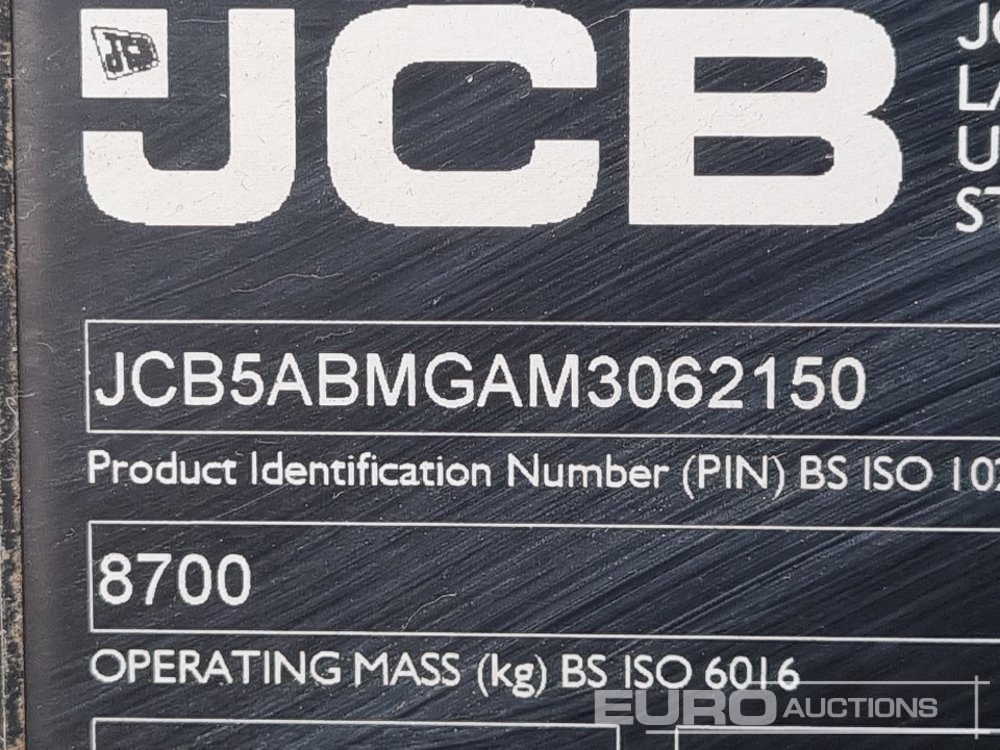 JCB
JCB5ABMGAM3062150
Product Identification Number (PIN) BS ISO
8700
OPERATING MASS (kg) BS ISO 6016
EURO AUCTIONS